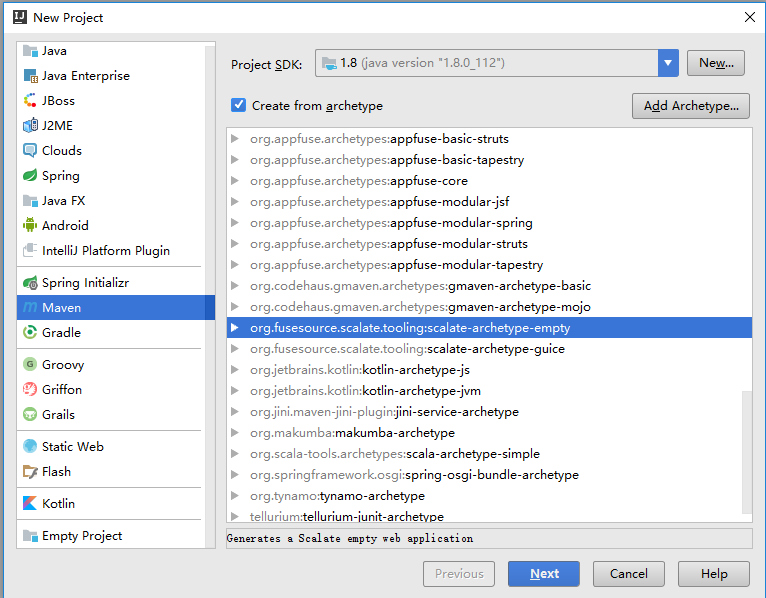 New Project
Java
Java Enterprise
JBoss
J2ME
Clouds
Spring
Java FX
Android
IntelliJ Platform Plugin
Spring Initializr
Maven
Gradle
Groovy
Griffon
Grails
Static Web
Flash
Kotlin
Empty Project
Project SDK: 1.8 (java version "1.8.0_112") New...
Create from archetype Add Archetype...
org.appfuse.archetypes:appfuse-basic-struts
org.appfuse.archetypes:appfuse-basic-tapestry
org.appfuse.archetypes:appfuse-core
org.appfuse.archetypes:appfuse-modular-jsf
org.appfuse.archetypes:appfuse-modular-spring
org.appfuse.archetypes:appfuse-modular-struts
org.appfuse.archetypes:appfuse-modular-tapestry
org.codehaus.gmaven.archetypes:gmaven-archetype-basic
org.codehaus.gmaven.archetypes:gmaven-archetype-mojo
org.fusesource.scalate.tooling:scalate-archetype-empty
org.fusesource.scalate.tooling:scalate-archetype-guice
org.jetbrains.kotlin:kotlin-archetype-js
org.jetbrains.kotlin:kotlin-archetype-jvm
org.jini.maven-jini-plugin:jini-service-archetype
org.makumba:makumba-archetype
org.scala-tools.archetypes:scala-archetype-simple
org.springframework.osgi:spring-osgi-bundle-archetype
org.tynamo:tynamo-archetype
tellurium:tellurium-junit-archetype
Generates a Scalate empty web application
Previous Next Cancel Help